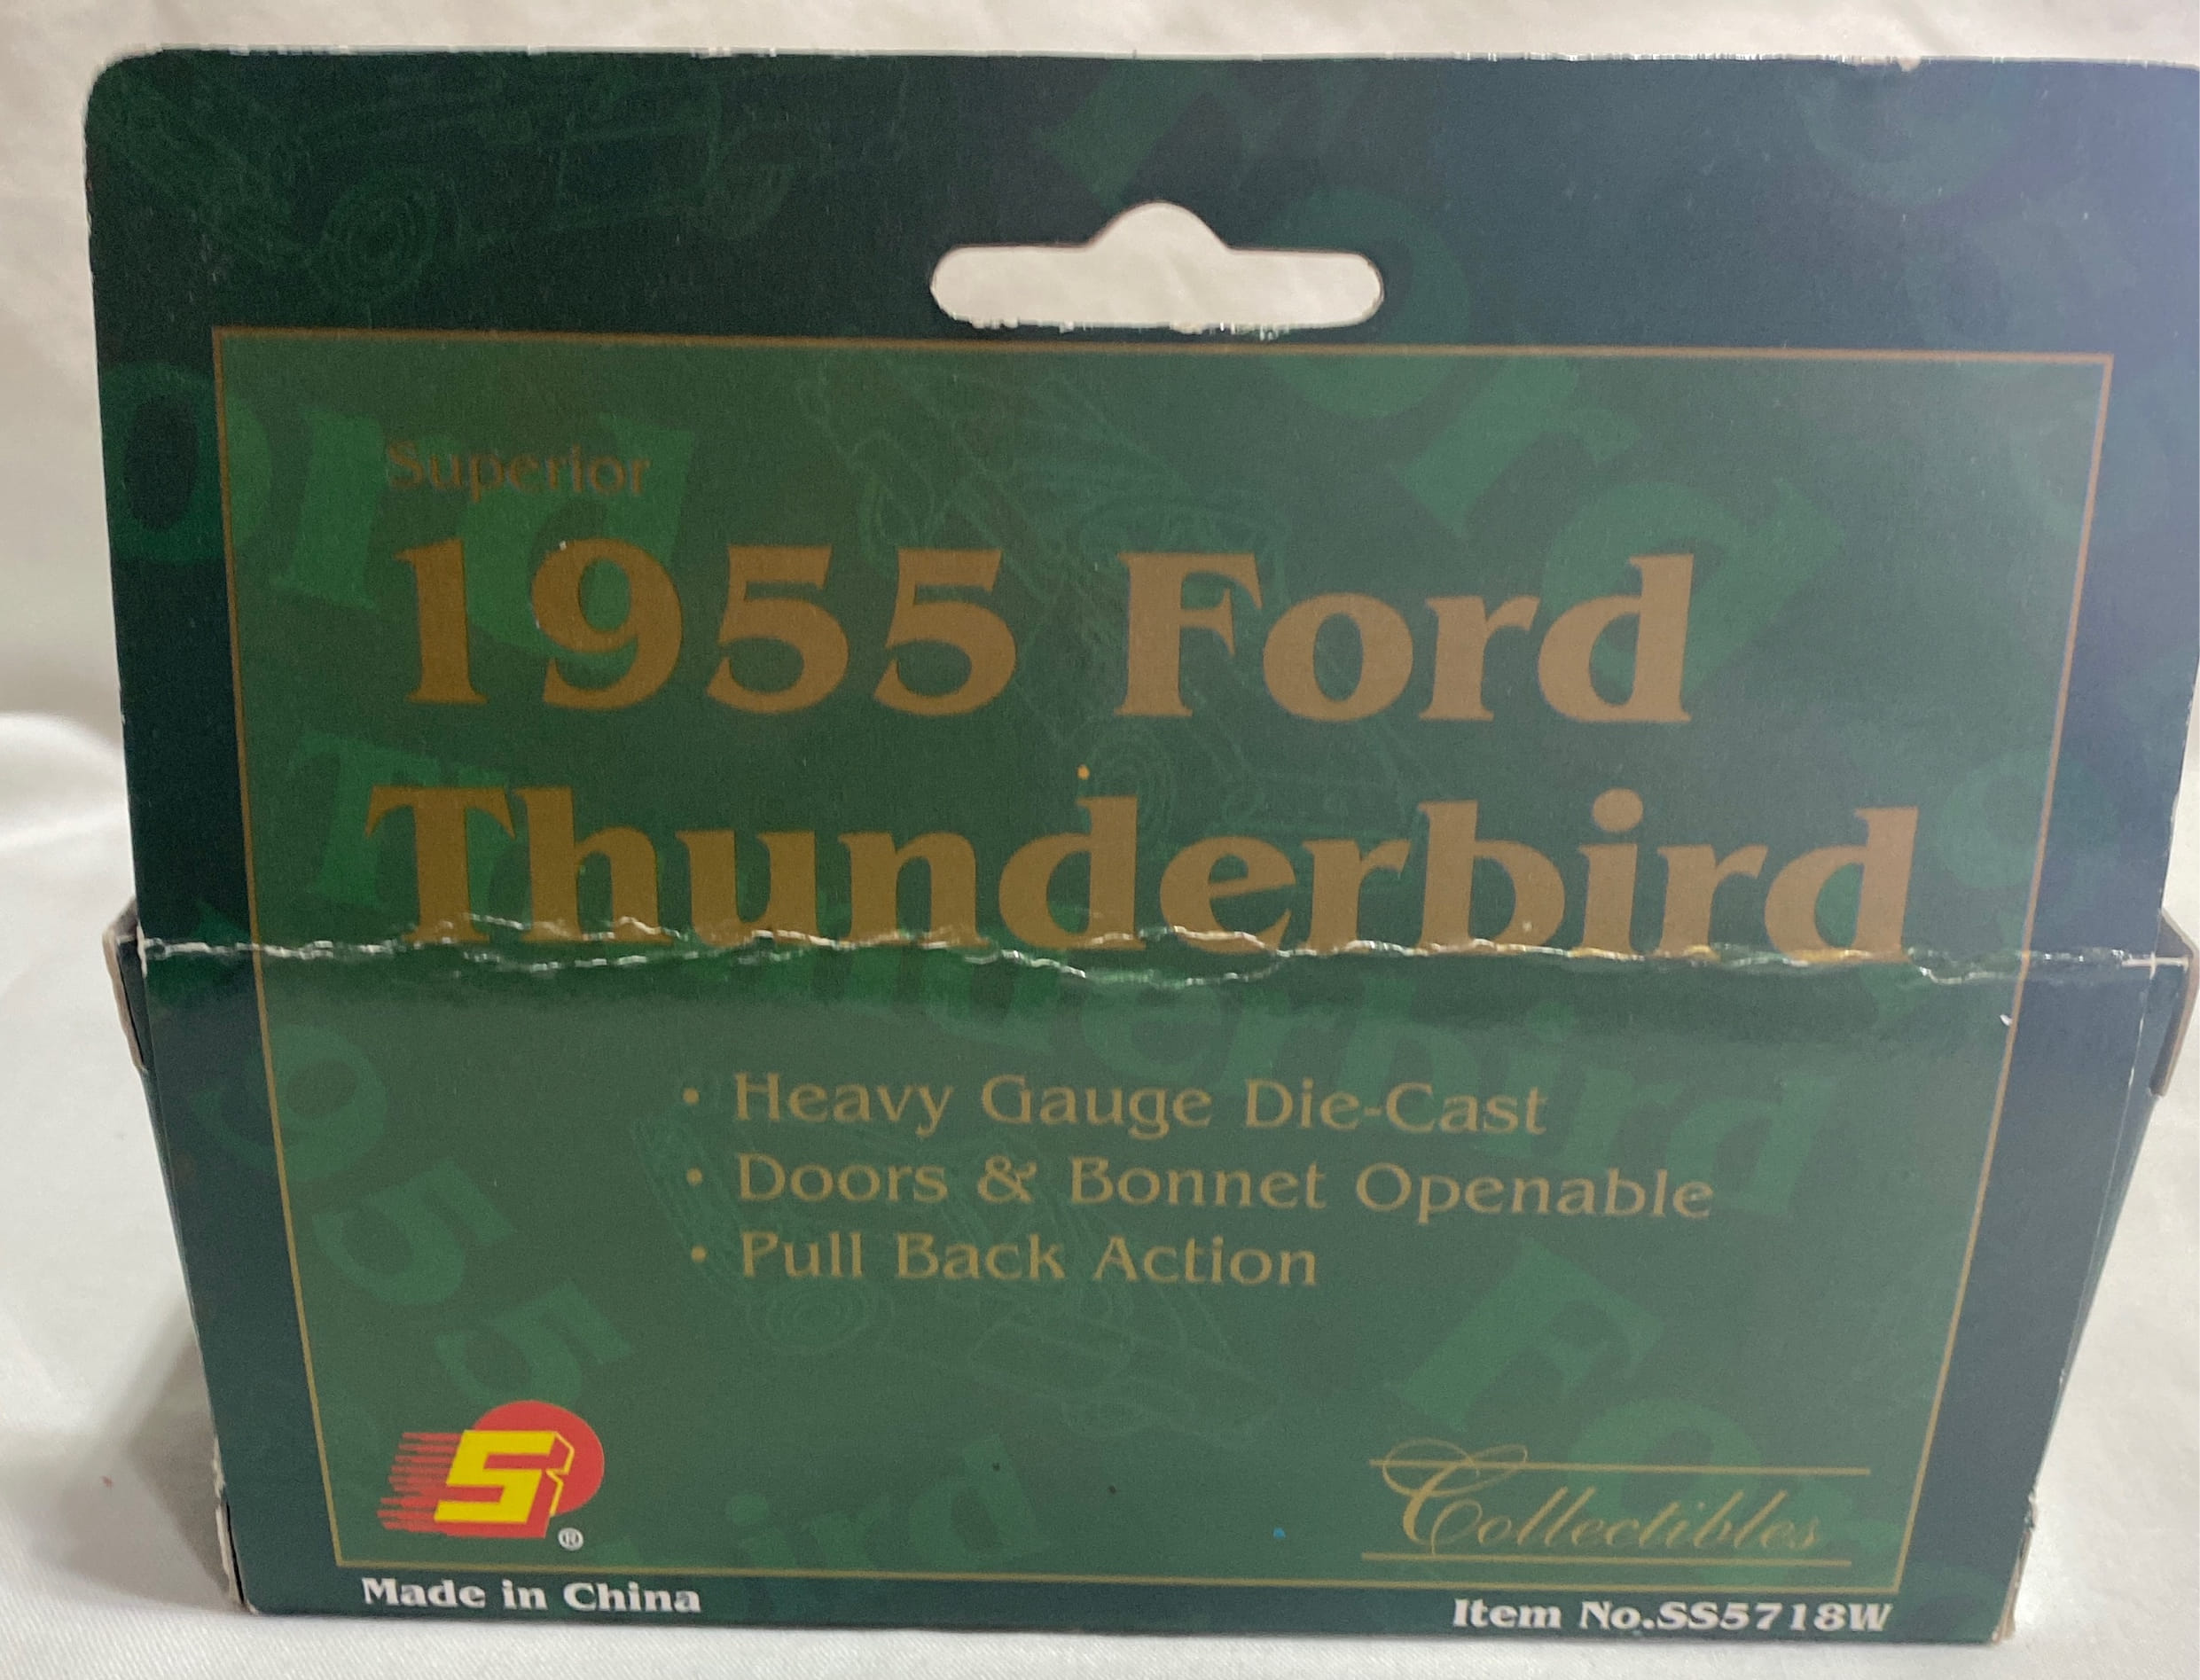 Superior
1955 Ford
Thunderbird
• Heavy Gauge Die-Cast
• Doors & Bonnet Openable
• Pull Back Action
S
®
Collectibles
Made in China
Item No.SS5718W